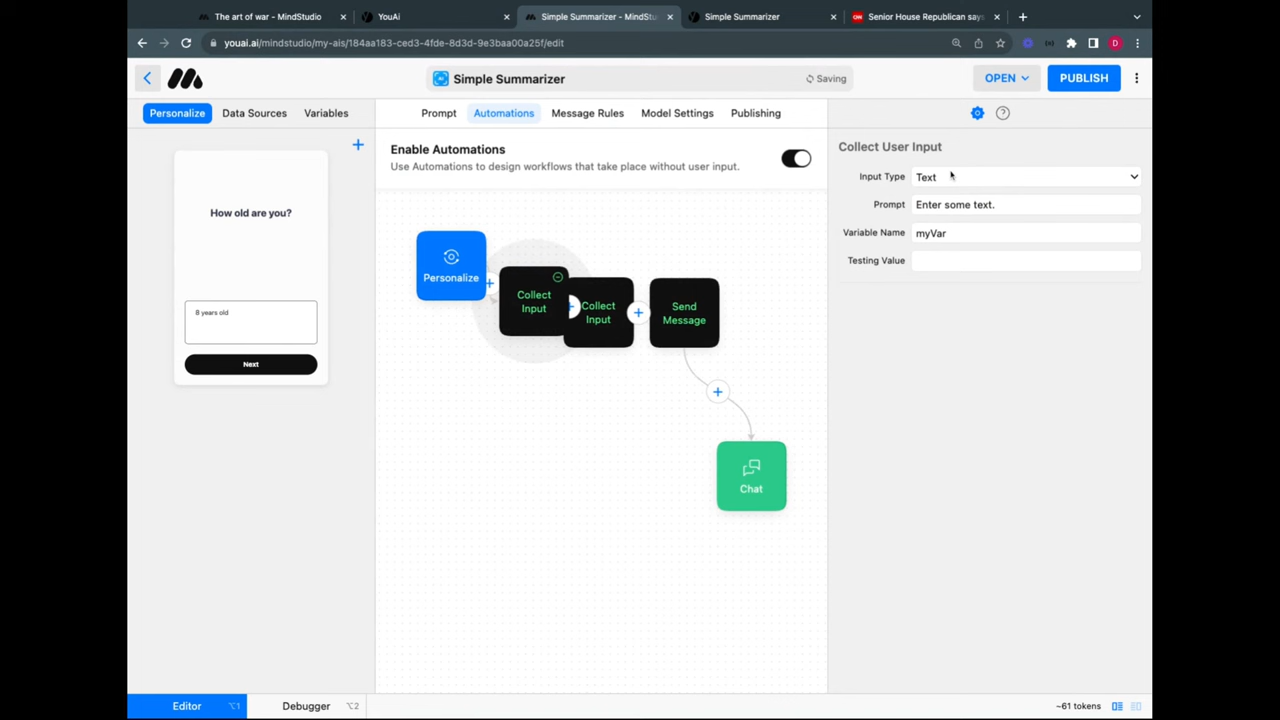 The art of war - MindStudio
YouAi
Simple Summarizer - MindStu
Simple Summarizer
Senior House Republican says
youai.ai/mindstudio/my-ais/184aa183-ced3-4fde-8d3d-9e3baa00a25f/edit
D
Simple Summarizer
Saving
OPEN
PUBLISH
Personalize
Data Sources
Variables
Prompt
Automations
Message Rules
Model Settings
Publishing
Enable Automations
Use Automations to design workflows that take place without user input.
Collect User Input
Input Type
Text
Prompt
Enter some text.
Variable Name
myVar
Testing Value
How old are you?
8 years old
Next
Personalize
Collect
Input
Collect
Input
Send
Message
Chat
Editor
⌥1
Debugger
⌥2
~61 tokens